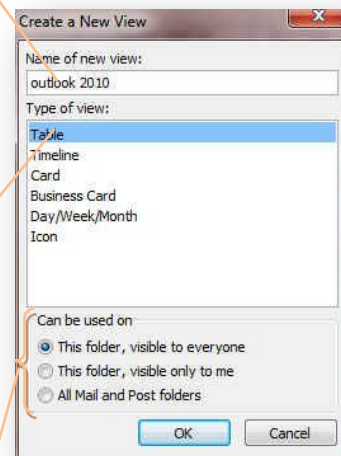 Create a New View
Name of new view:
outlook 2010
Type of view:
Table
Timeline
Card
Business Card
Day/Week/Month
Icon
Can be used on
This folder, visible to everyone
This folder, visible only to me
All Mail and Post folders
OK Cancel